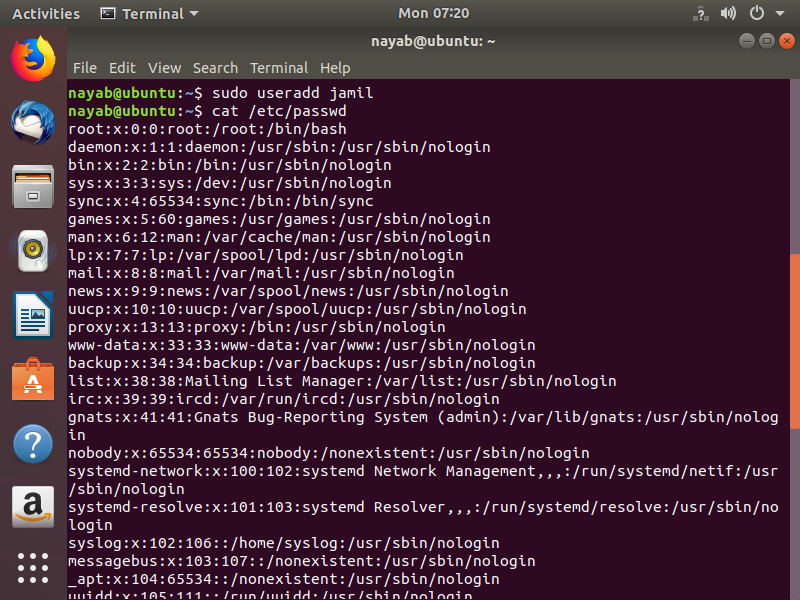 Activities Terminal Mon 07:20
nayab@ubuntu: ~
File Edit View Search Terminal Help
nayab@ubuntu:~$ sudo useradd jamil
nayab@ubuntu:~$ cat /etc/passwd
root:x:0:0:root:/root:/bin/bash
daemon:x:1:1:daemon:/usr/sbin:/usr/sbin/nologin
bin:x:2:2:bin:/bin:/usr/sbin/nologin
sys:x:3:3:sys:/dev:/usr/sbin/nologin
sync:x:4:65534:sync:/bin:/bin/sync
games:x:5:60:games:/usr/games:/usr/sbin/nologin
man:x:6:12:man:/var/cache/man:/usr/sbin/nologin
lp:x:7:7:lp:/var/spool/lpd:/usr/sbin/nologin
mail:x:8:8:mail:/var/mail:/usr/sbin/nologin
news:x:9:9:news:/var/spool/news:/usr/sbin/nologin
uucp:x:10:10:uucp:/var/spool/uucp:/usr/sbin/nologin
proxy:x:13:13:proxy:/bin:/usr/sbin/nologin
www-data:x:33:33:www-data:/var/www:/usr/sbin/nologin
backup:x:34:34:backup:/var/backups:/usr/sbin/nologin
list:x:38:38:Mailing List Manager:/var/list:/usr/sbin/nologin
irc:x:39:39:ircd:/var/run/ircd:/usr/sbin/nologin
gnats:x:41:41:Gnats Bug-Reporting System (admin):/var/lib/gnats:/usr/sbin/nolog
in
nobody:x:65534:65534:nobody:/nonexistent:/usr/sbin/nologin
systemd-network:x:100:102:systemd Network Management,,,:/run/systemd/netif:/usr
/sbin/nologin
systemd-resolve:x:101:103:systemd Resolver,,,:/run/systemd/resolve:/usr/sbin/no
login
syslog:x:102:106::/home/syslog:/usr/sbin/nologin
messagebus:x:103:107::/nonexistent:/usr/sbin/nologin
_apt:x:104:65534::/nonexistent:/usr/sbin/nologin
uuidd:x:105:111::/run/uuidd:/usr/sbin/nologin